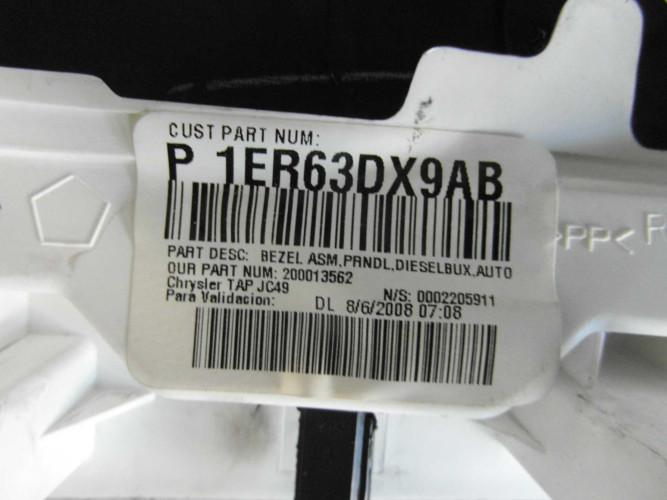 CUST PART NUM:
P 1ER63DX9AB
PART DESC: BEZEL ASM,PRNDL,DIESELBUX,AUTO
OUR PART NUM: 200013562
Chrysler TAP JC49 N/S: 0002205911
Para Validacion: DL 8/6/2008 07:08
>PP<